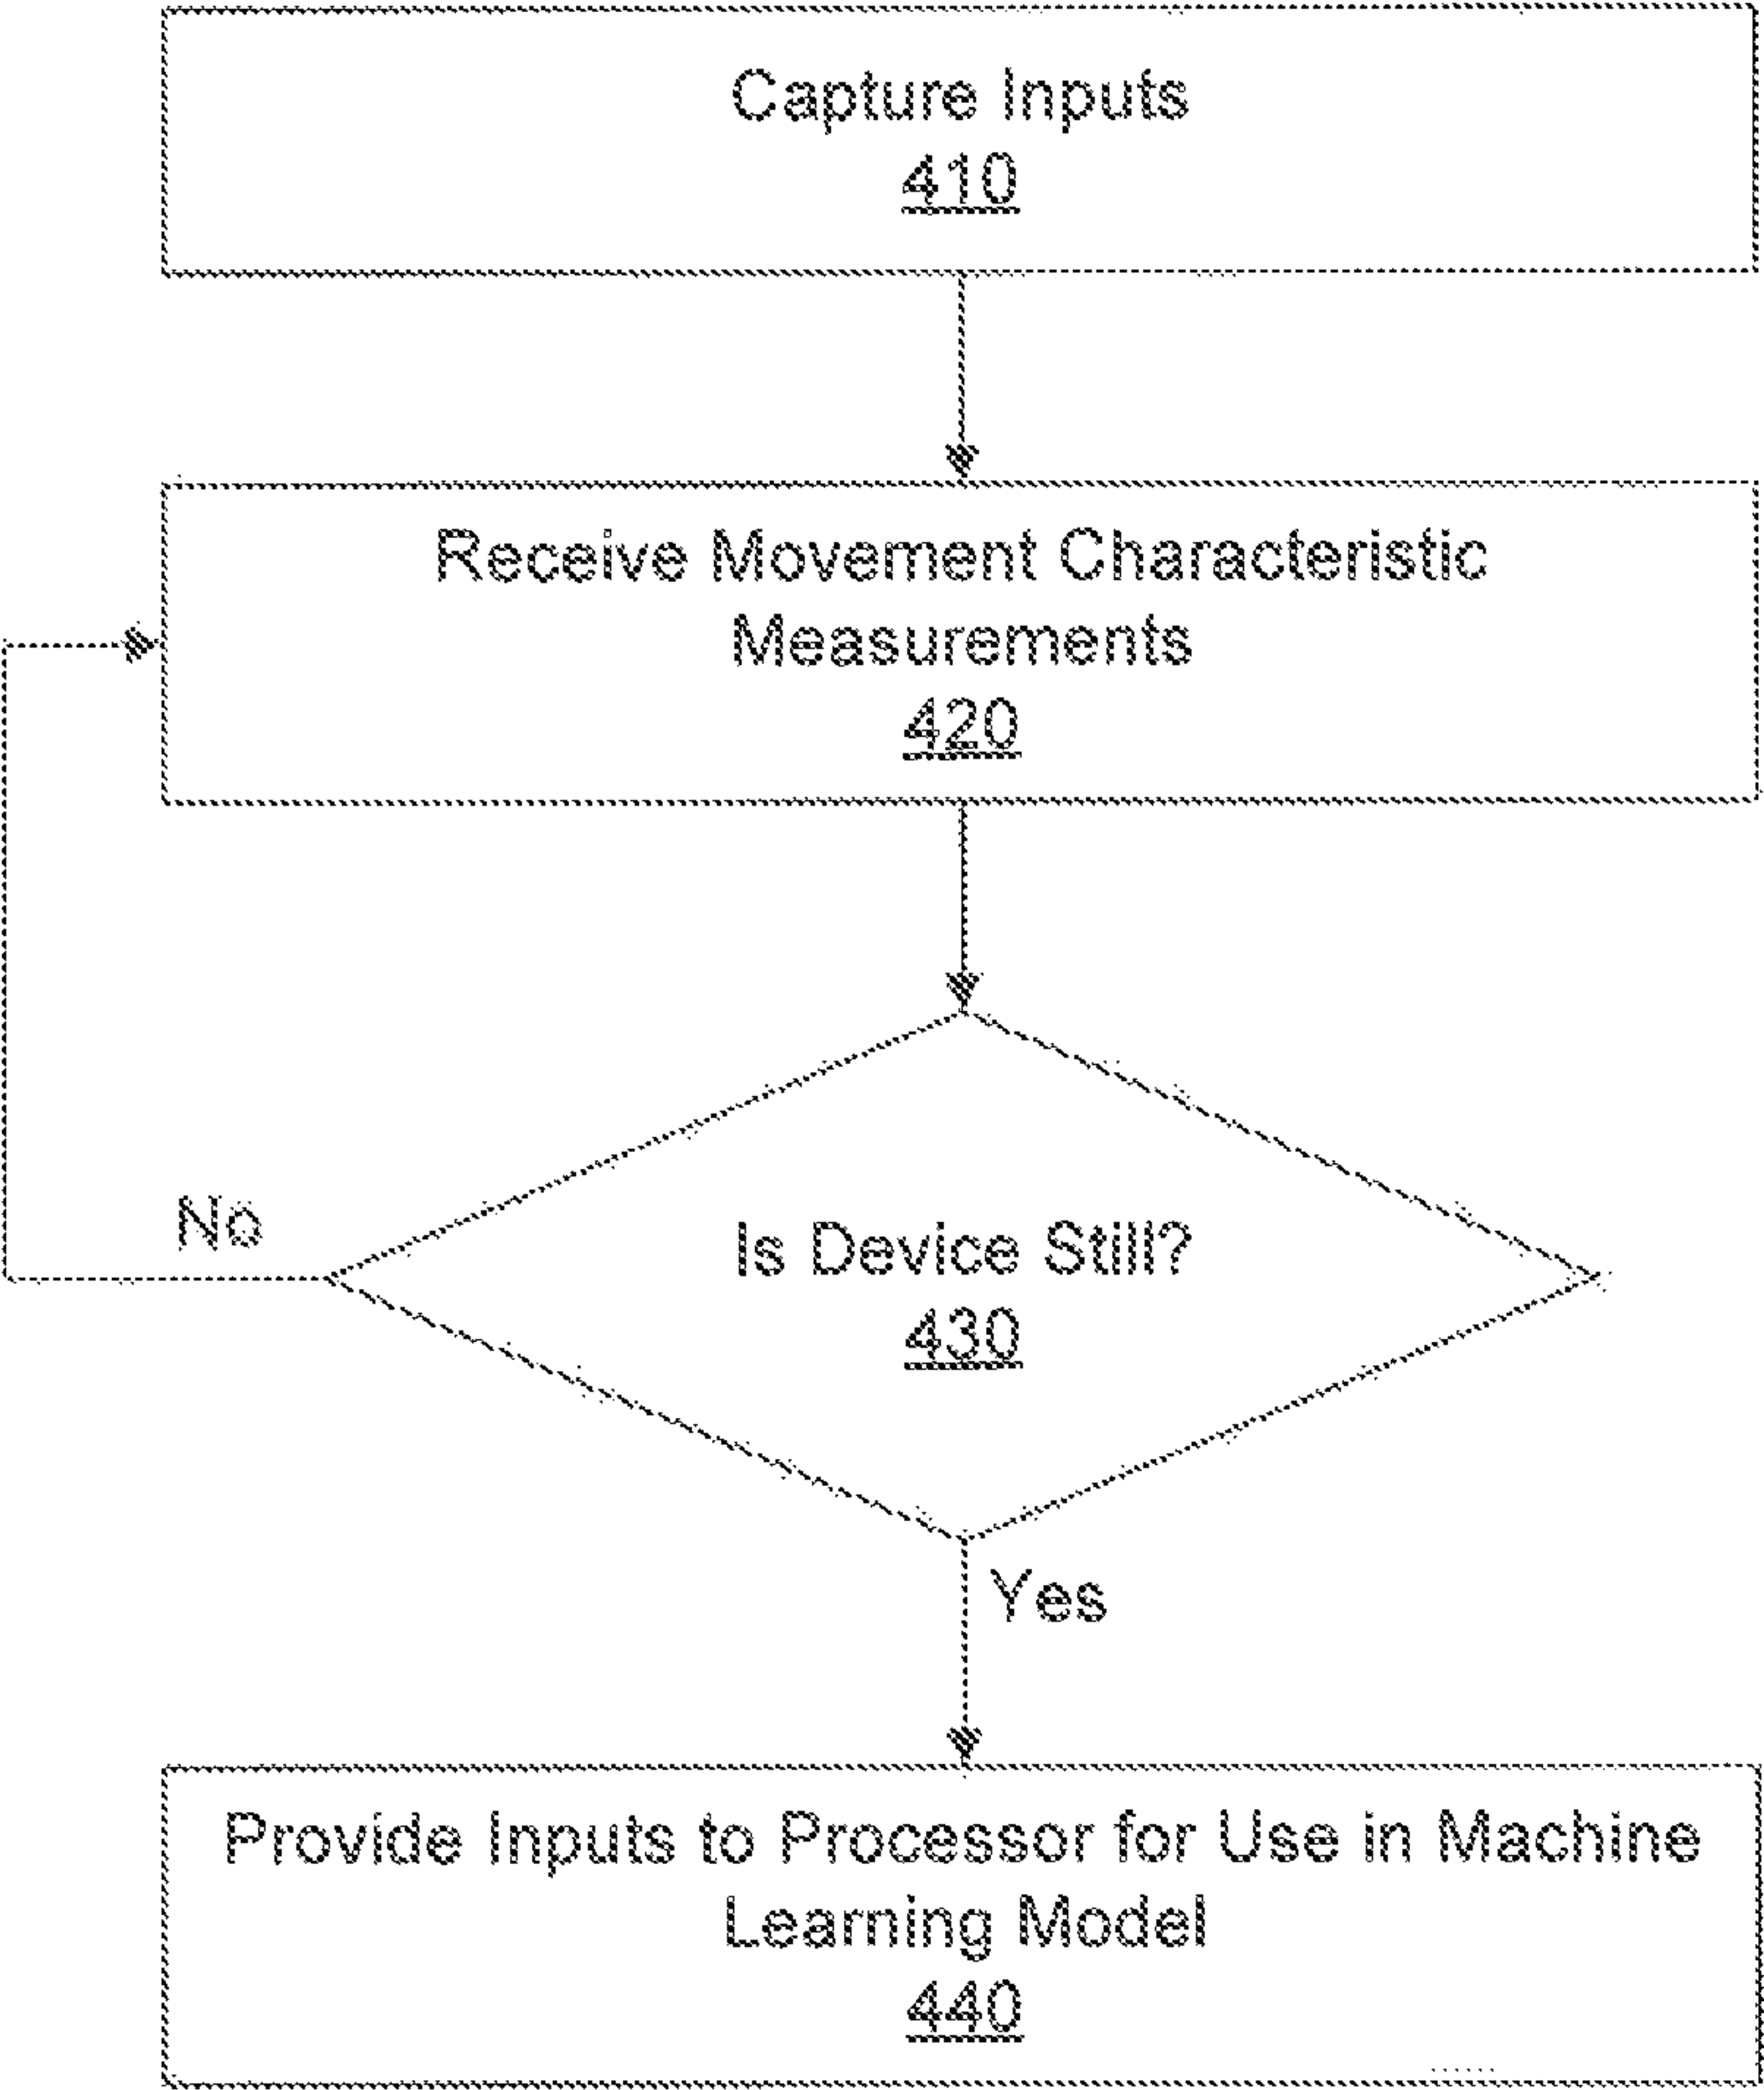 Capture Inputs
410
Receive Movement Characteristic
Measurements
420
No
Is Device Still?
430
Yes
Provide Inputs to Processor for Use in Machine
Learning Model
440